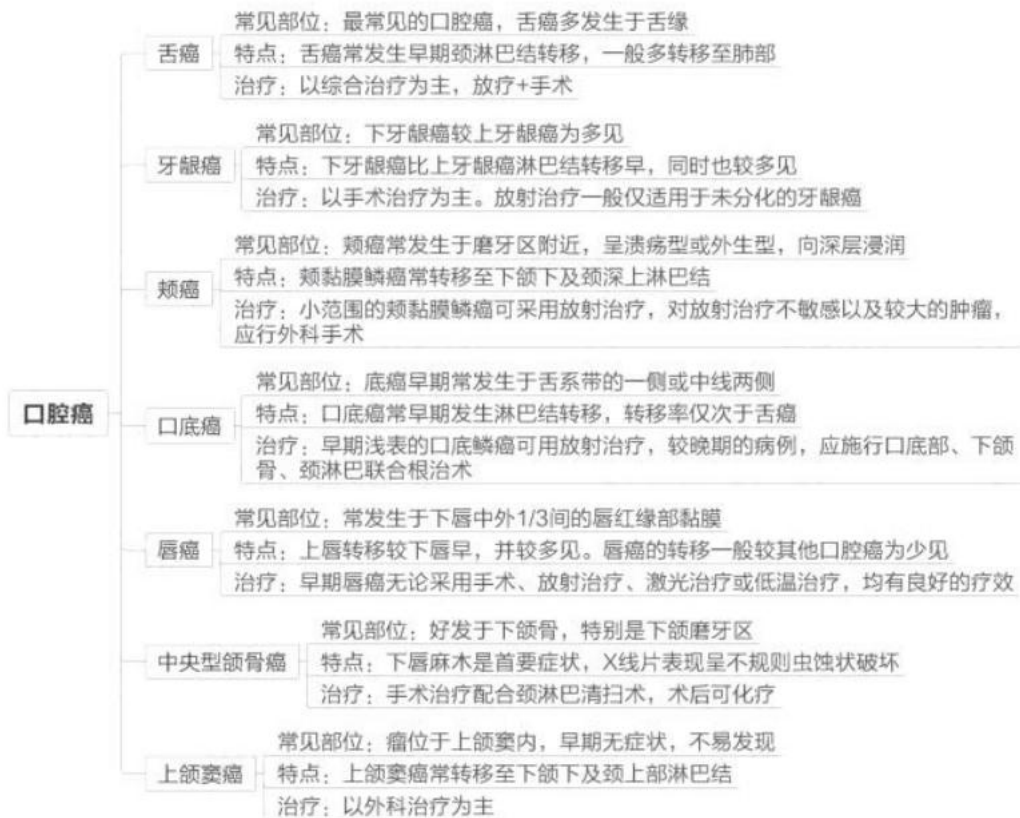 口腔癌
舌癌
常见部位：最常见的口腔癌，舌癌多发生于舌缘
特点：舌癌常发生早期颈淋巴结转移，一般多转移至肺部
治疗：以综合治疗为主，放疗+手术
牙龈癌
常见部位：下牙龈癌较上牙龈癌为多见
特点：下牙龈癌比上牙龈癌淋巴结转移早，同时也较多见
治疗：以手术治疗为主。放射治疗一般仅适用于未分化的牙龈癌
颊癌
常见部位：颊癌常发生于磨牙区附近，呈溃疡型或外生型，向深层浸润
特点：颊黏膜鳞癌常转移至下颌下及颈深上淋巴结
治疗：小范围的颊黏膜鳞癌可采用放射治疗，对放射治疗不敏感以及较大的肿瘤，
应行外科手术
口底癌
常见部位：底癌早期常发生于舌系带的一侧或中线两侧
特点：口底癌常早期发生淋巴结转移，转移率仅次于舌癌
治疗：早期浅表的口底鳞癌可用放射治疗，较晚期的病例，应施行口底部、下颌
骨、颈淋巴联合根治术
唇癌
常见部位：常发生于下唇中外1/3间的唇红缘部黏膜
特点：上唇转移较下唇早，并较多见。唇癌的转移一般较其他口腔癌为少见
治疗：早期唇癌无论采用手术、放射治疗、激光治疗或低温治疗，均有良好的疗效
中央型颌骨癌
常见部位：好发于下颌骨，特别是下颌磨牙区
特点：下唇麻木是首要症状，X线片表现呈不规则虫蚀状破坏
治疗：手术治疗配合颈淋巴清扫术，术后可化疗
上颌窦癌
常见部位：瘤位于上颌窦内，早期无症状，不易发现
特点：上颌窦癌常转移至下颌下及颈上部淋巴结
治疗：以外科治疗为主